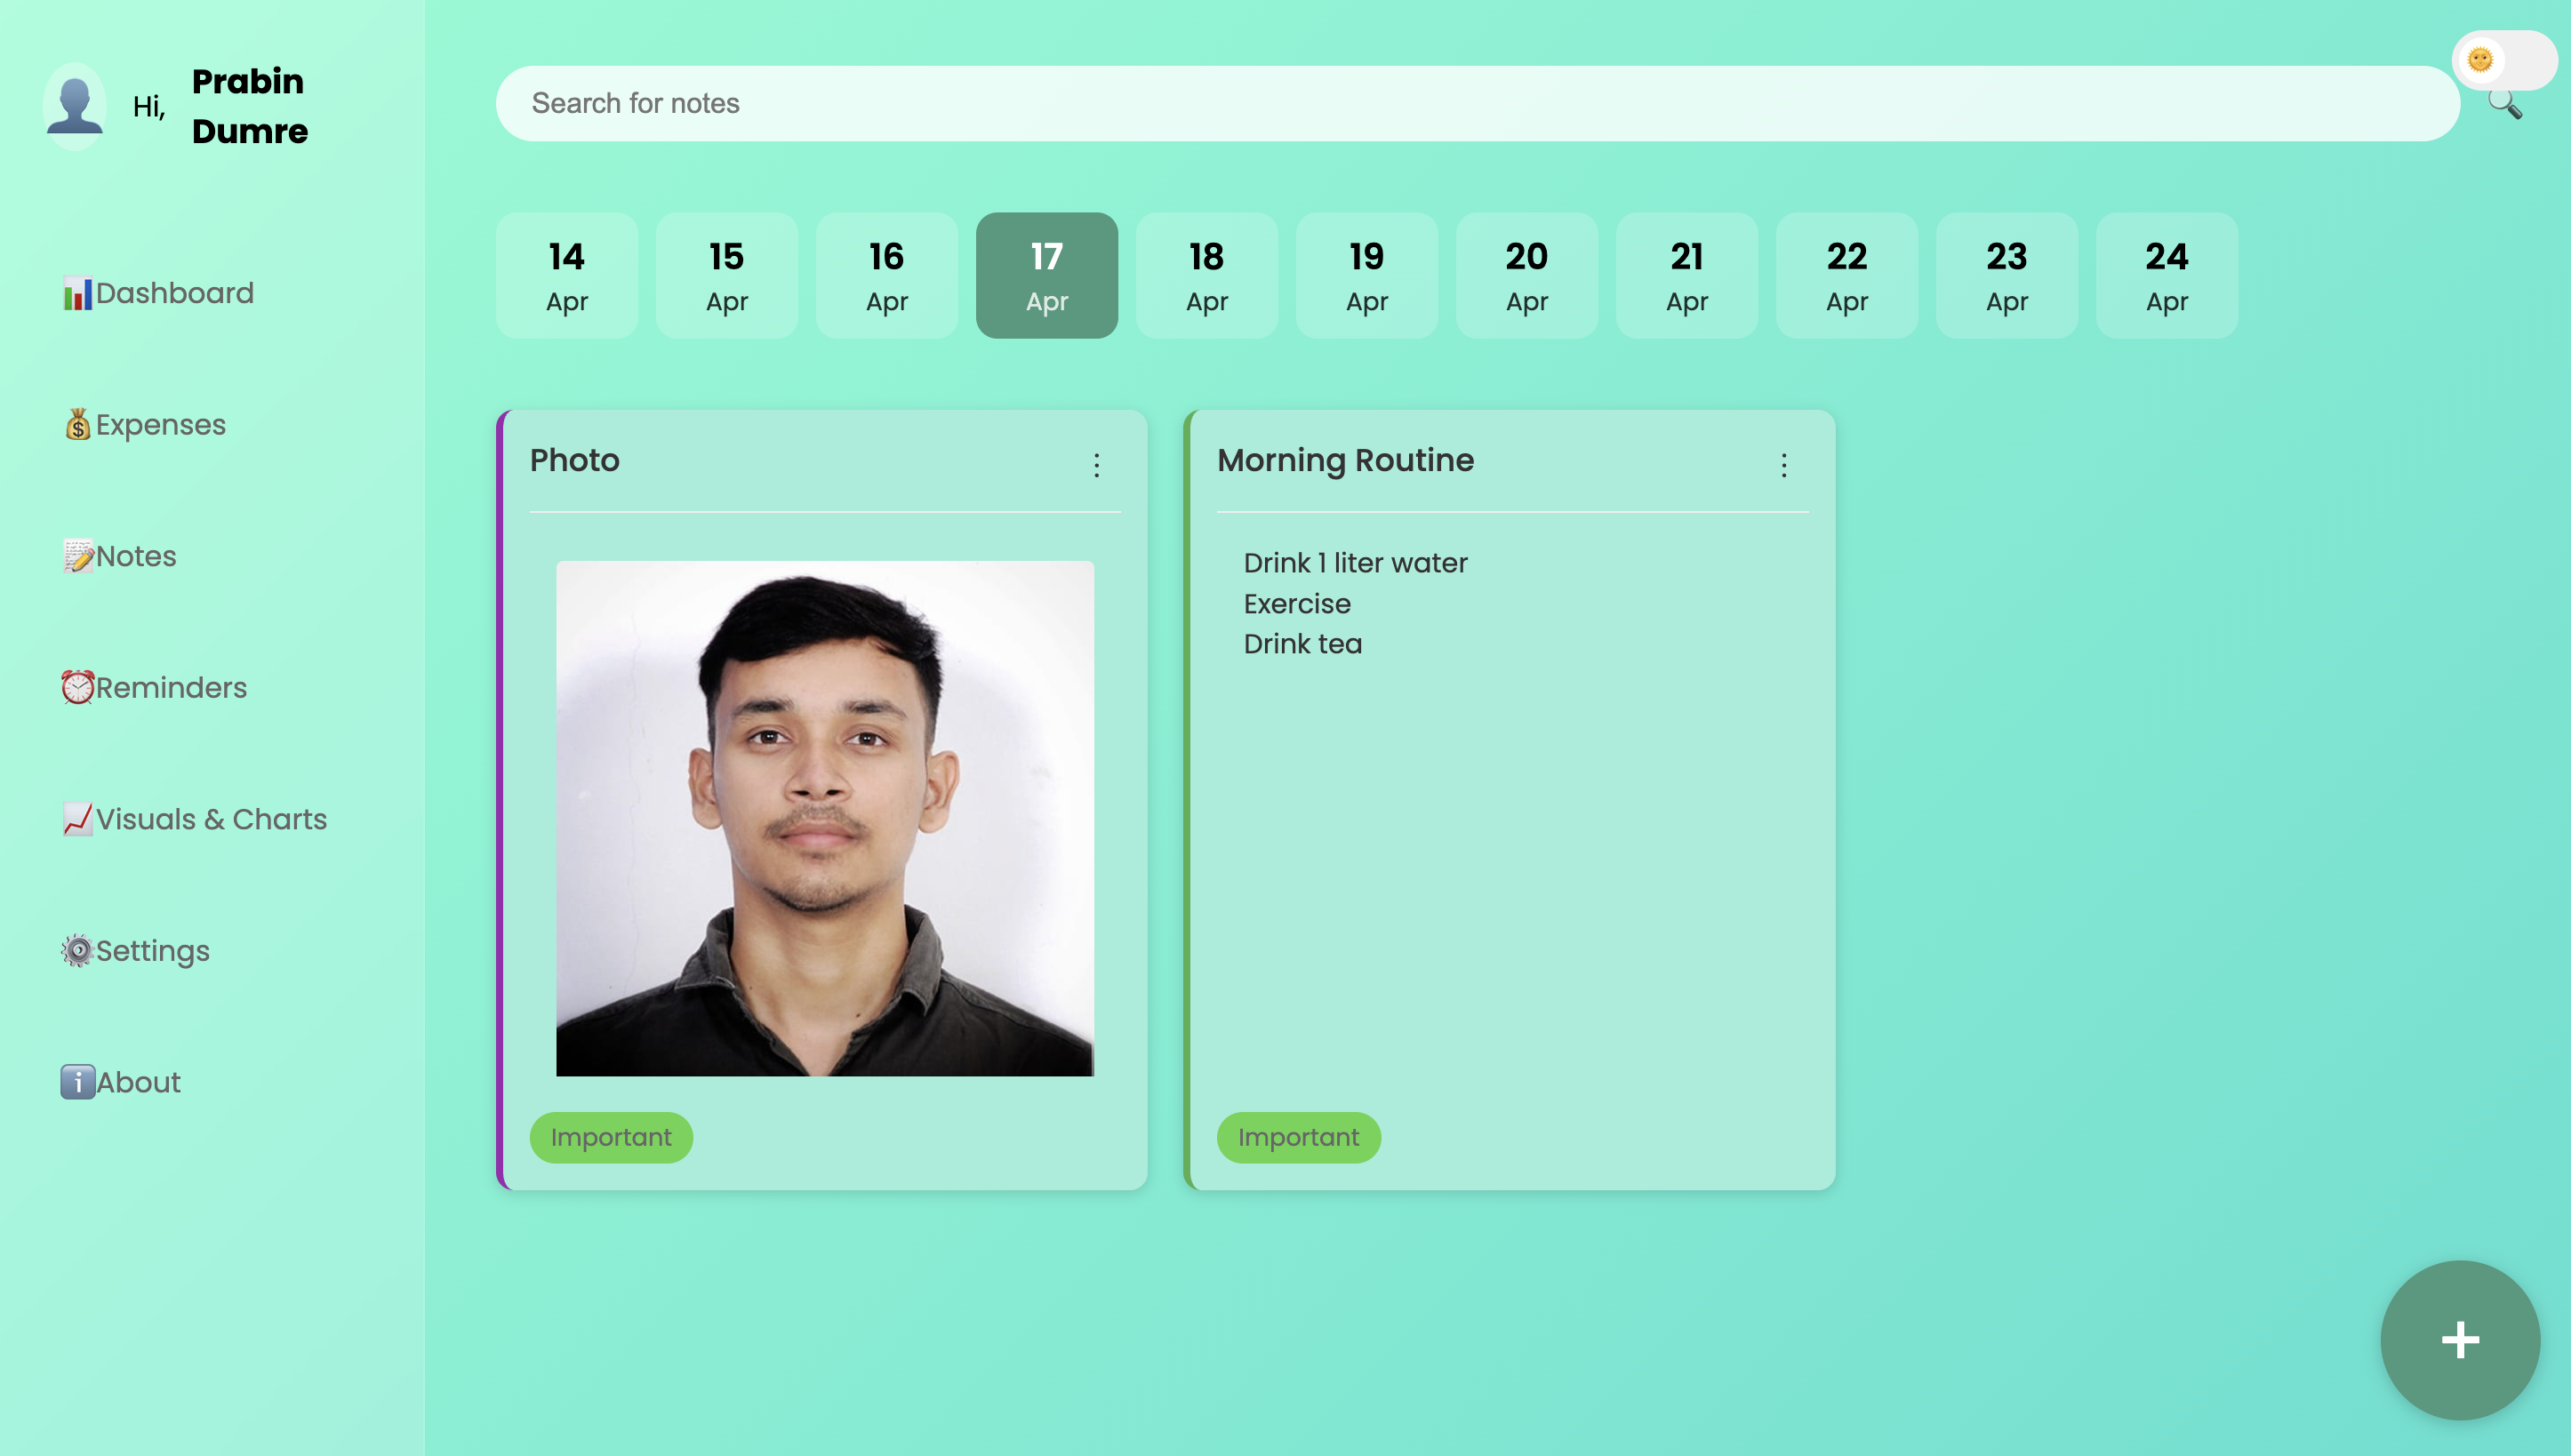 Hi,
Prabin
Dumre
Dashboard
Expenses
Notes
Reminders
Visuals & Charts
Settings
About
Search for notes
14 15 16 17 18 19 20 21 22 23 24
Apr Apr Apr Apr Apr Apr Apr Apr Apr Apr Apr
Photo
Important
Morning Routine
Drink 1 liter water
Exercise
Drink tea
Important
+